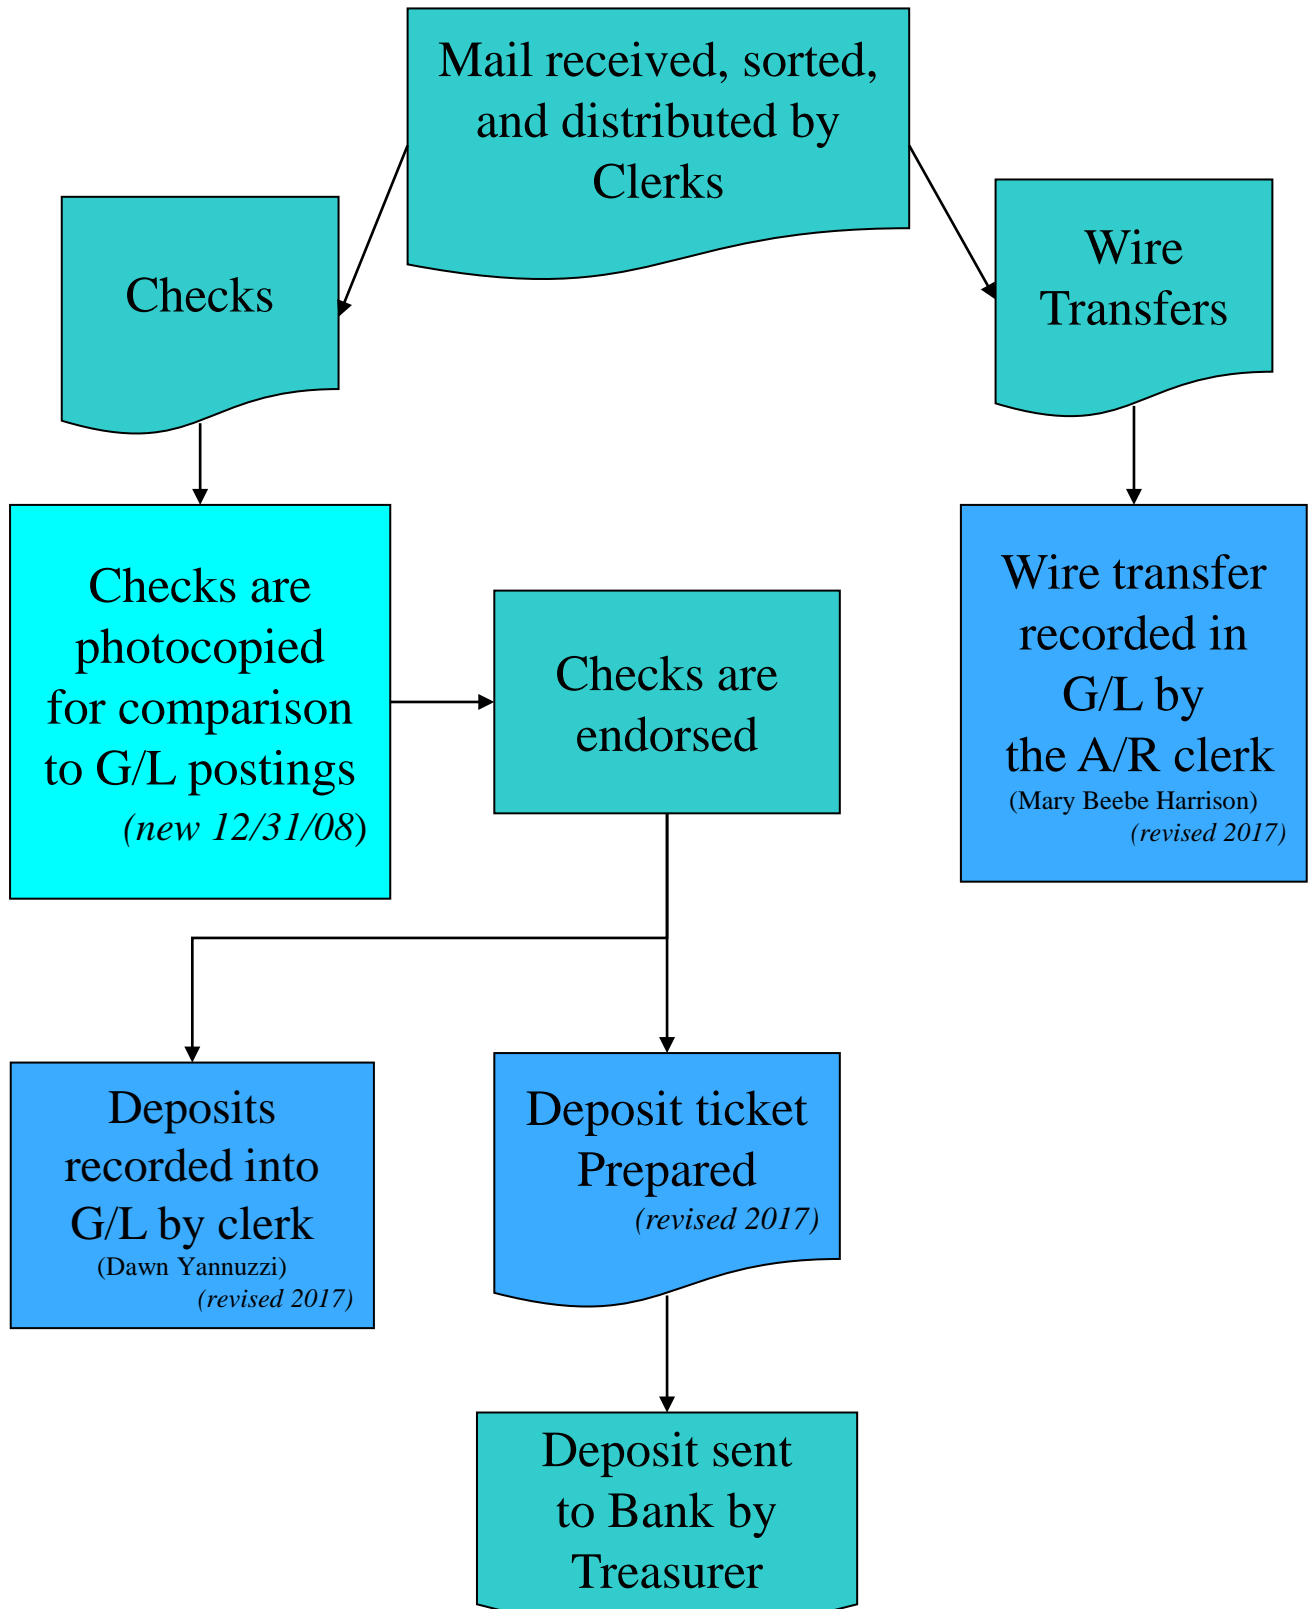 Mail received, sorted,
and distributed by
Clerks
Checks
Wire
Transfers
Checks are
photocopied
for comparison
to G/L postings
(new 12/31/08)
Checks are
endorsed
Wire transfer
recorded in
G/L by
the A/R clerk
(Mary Beebe Harrison)
(revised 2017)
Deposits
recorded into
G/L by clerk
(Dawn Yannuzzi)
(revised 2017)
Deposit ticket
Prepared
(revised 2017)
Deposit sent
to Bank by
Treasurer